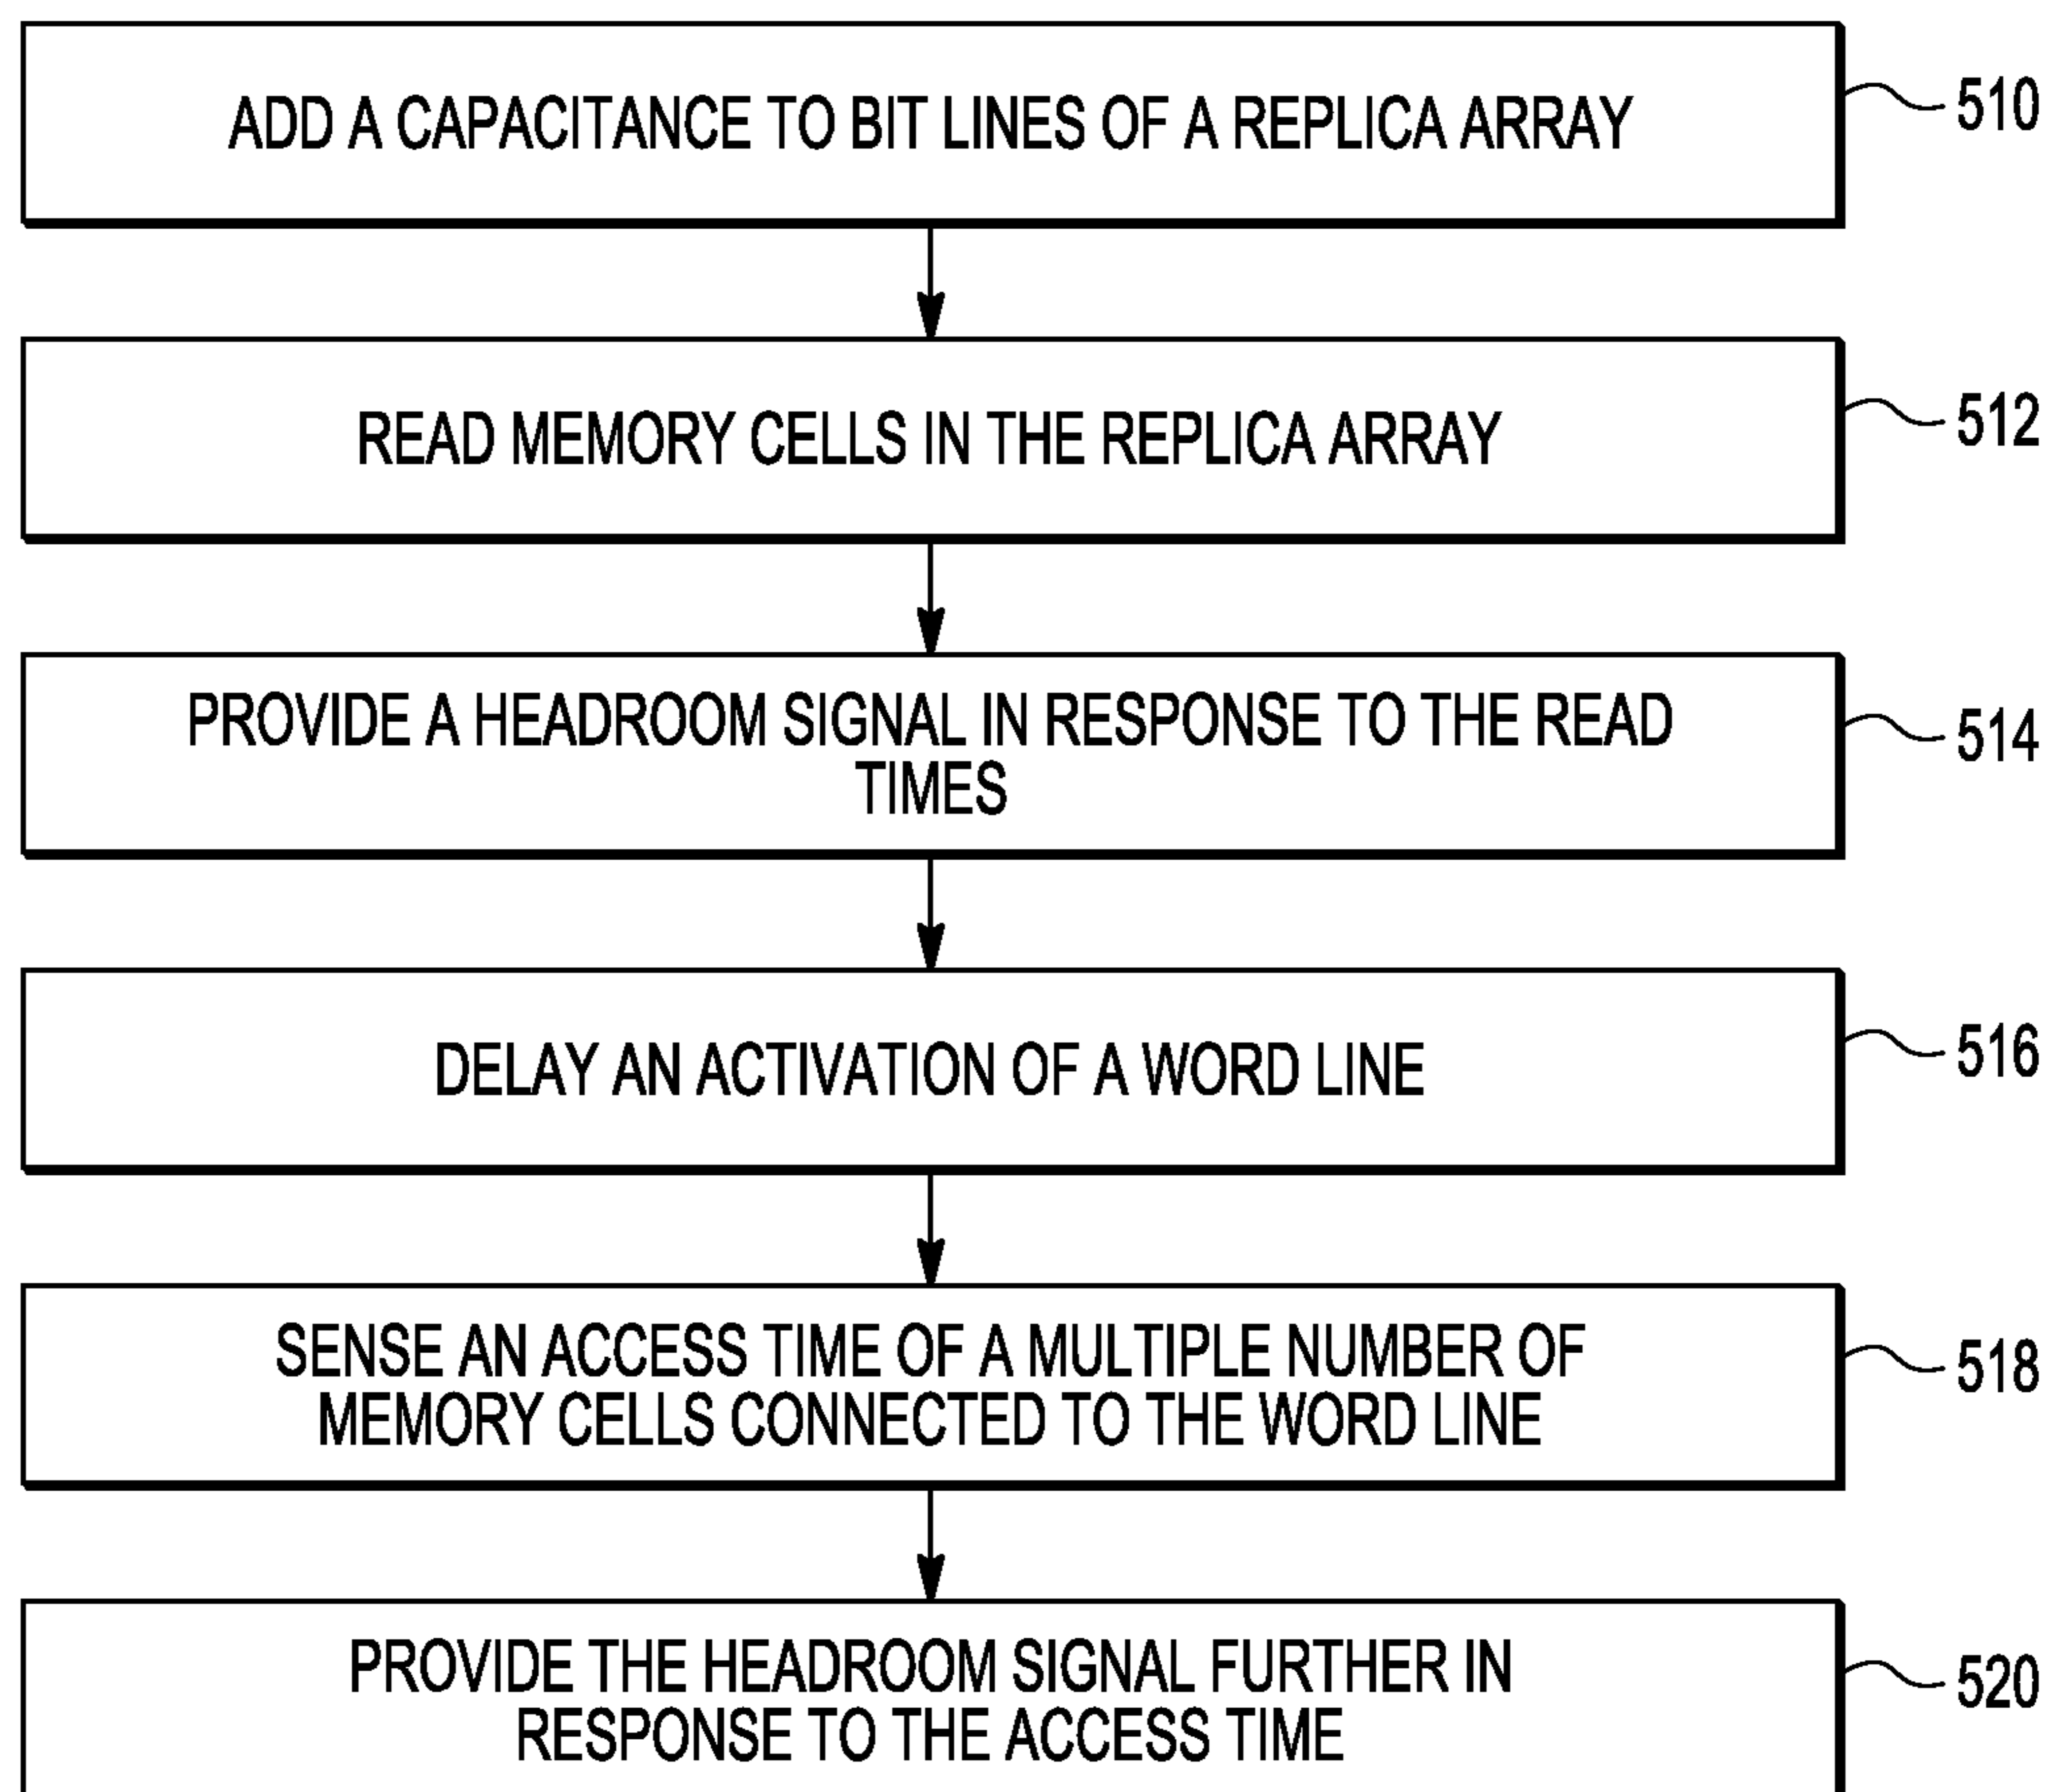 ADD A CAPACITANCE TO BIT LINES OF A REPLICA ARRAY
510
READ MEMORY CELLS IN THE REPLICA ARRAY
512
PROVIDE A HEADROOM SIGNAL IN RESPONSE TO THE READ
TIMES
514
DELAY AN ACTIVATION OF A WORD LINE
516
SENSE AN ACCESS TIME OF A MULTIPLE NUMBER OF
MEMORY CELLS CONNECTED TO THE WORD LINE
518
PROVIDE THE HEADROOM SIGNAL FURTHER IN
RESPONSE TO THE ACCESS TIME
520